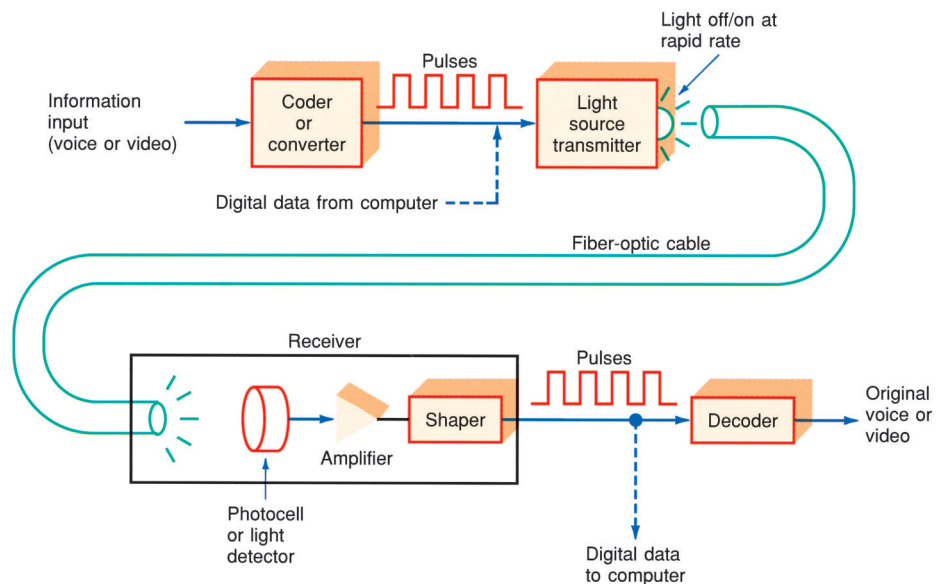 Light off/on at
rapid rate
Pulses
Information
input
(voice or video)
Coder
or
converter
Light
source
transmitter
Digital data from computer
Fiber-optic cable
Receiver
Pulses
Shaper
Decoder
Original
voice or
video
Amplifier
Photocell
or light
detector
Digital data
to computer